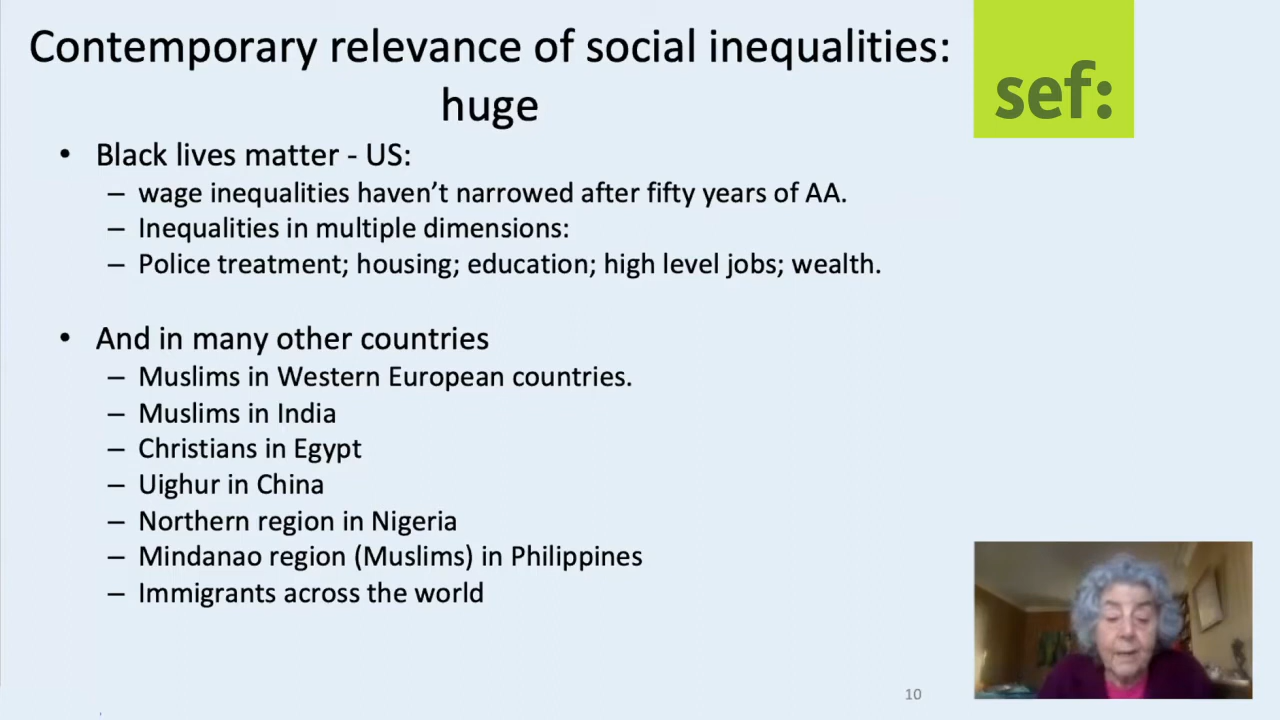 Contemporary relevance of social inequalities:
huge
sef:
• Black lives matter - US:
– wage inequalities haven’t narrowed after fifty years of AA.
– Inequalities in multiple dimensions:
– Police treatment; housing; education; high level jobs; wealth.
• And in many other countries
– Muslims in Western European countries.
– Muslims in India
– Christians in Egypt
– Uighur in China
– Northern region in Nigeria
– Mindanao region (Muslims) in Philippines
– Immigrants across the world
10